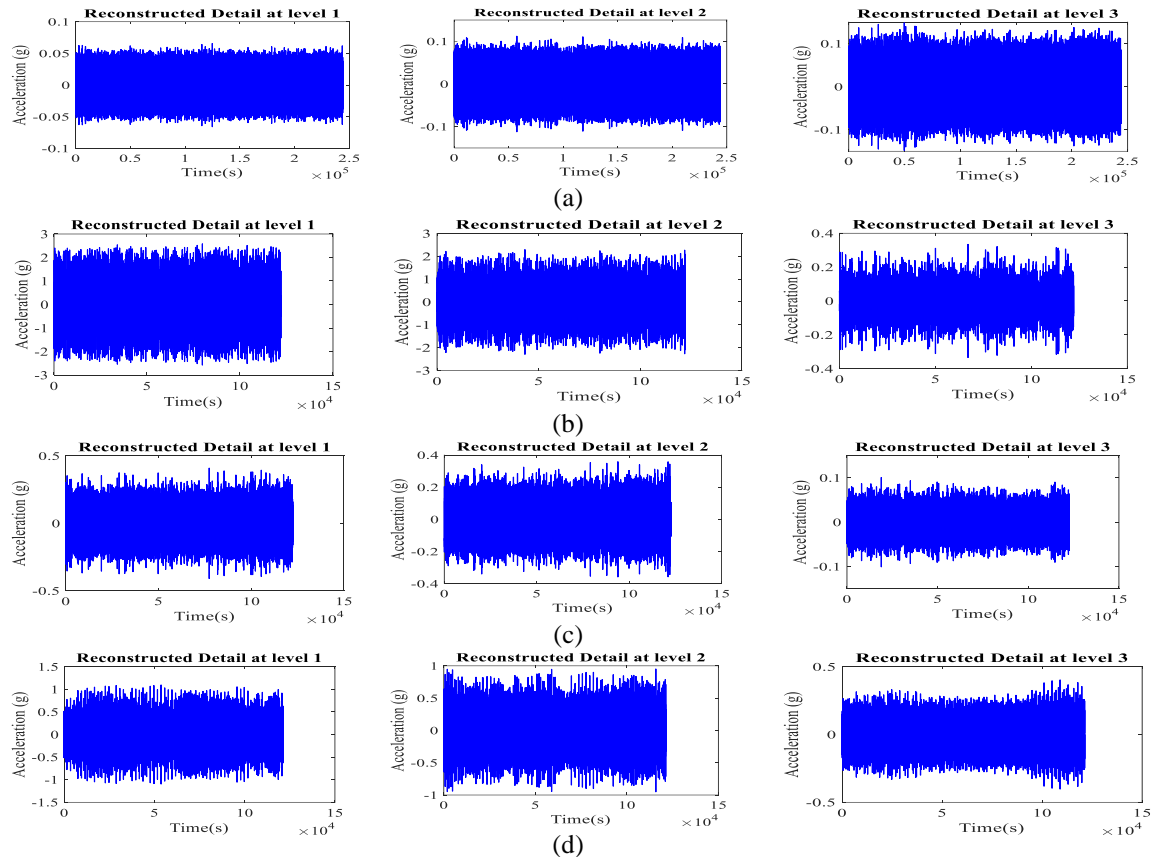 Reconstructed Detail at level 1
0.1
0.05
0
-0.05
-0.1
Acceleration (g)
0 0.5 1 1.5 2 2.5
Time(s)
×10^5
Reconstructed Detail at level 2
0.1
0
-0.1
Acceleration (g)
0 0.5 1 1.5 2 2.5
Time(s)
×10^5
Reconstructed Detail at level 3
0.1
0
-0.1
Acceleration (g)
0 0.5 1 1.5 2 2.5
Time(s)
×10^5
(a)
Reconstructed Detail at level 1
3
2
1
0
-1
-2
-3
Acceleration (g)
0 5 10 15
Time(s)
×10^4
Reconstructed Detail at level 2
3
2
1
0
-1
-2
-3
Acceleration (g)
0 5 10 15
Time(s)
×10^4
Reconstructed Detail at level 3
0.4
0.2
0
-0.2
-0.4
Acceleration (g)
0 5 10 15
Time(s)
×10^4
(b)
Reconstructed Detail at level 1
0.5
0
-0.5
Acceleration (g)
0 5 10 15
Time(s)
×10^4
Reconstructed Detail at level 2
0.4
0.2
0
-0.2
-0.4
Acceleration (g)
0 5 10 15
Time(s)
×10^4
Reconstructed Detail at level 3
0.1
0
-0.1
Acceleration (g)
0 5 10 15
Time(s)
×10^4
(c)
Reconstructed Detail at level 1
1.5
1
0.5
0
-0.5
-1
-1.5
Acceleration (g)
0 5 10 15
Time(s)
×10^4
Reconstructed Detail at level 2
1
0.5
0
-0.5
-1
Acceleration (g)
0 5 10 15
Time(s)
×10^4
Reconstructed Detail at level 3
0.5
0
-0.5
Acceleration (g)
0 5 10 15
Time(s)
×10^4
(d)